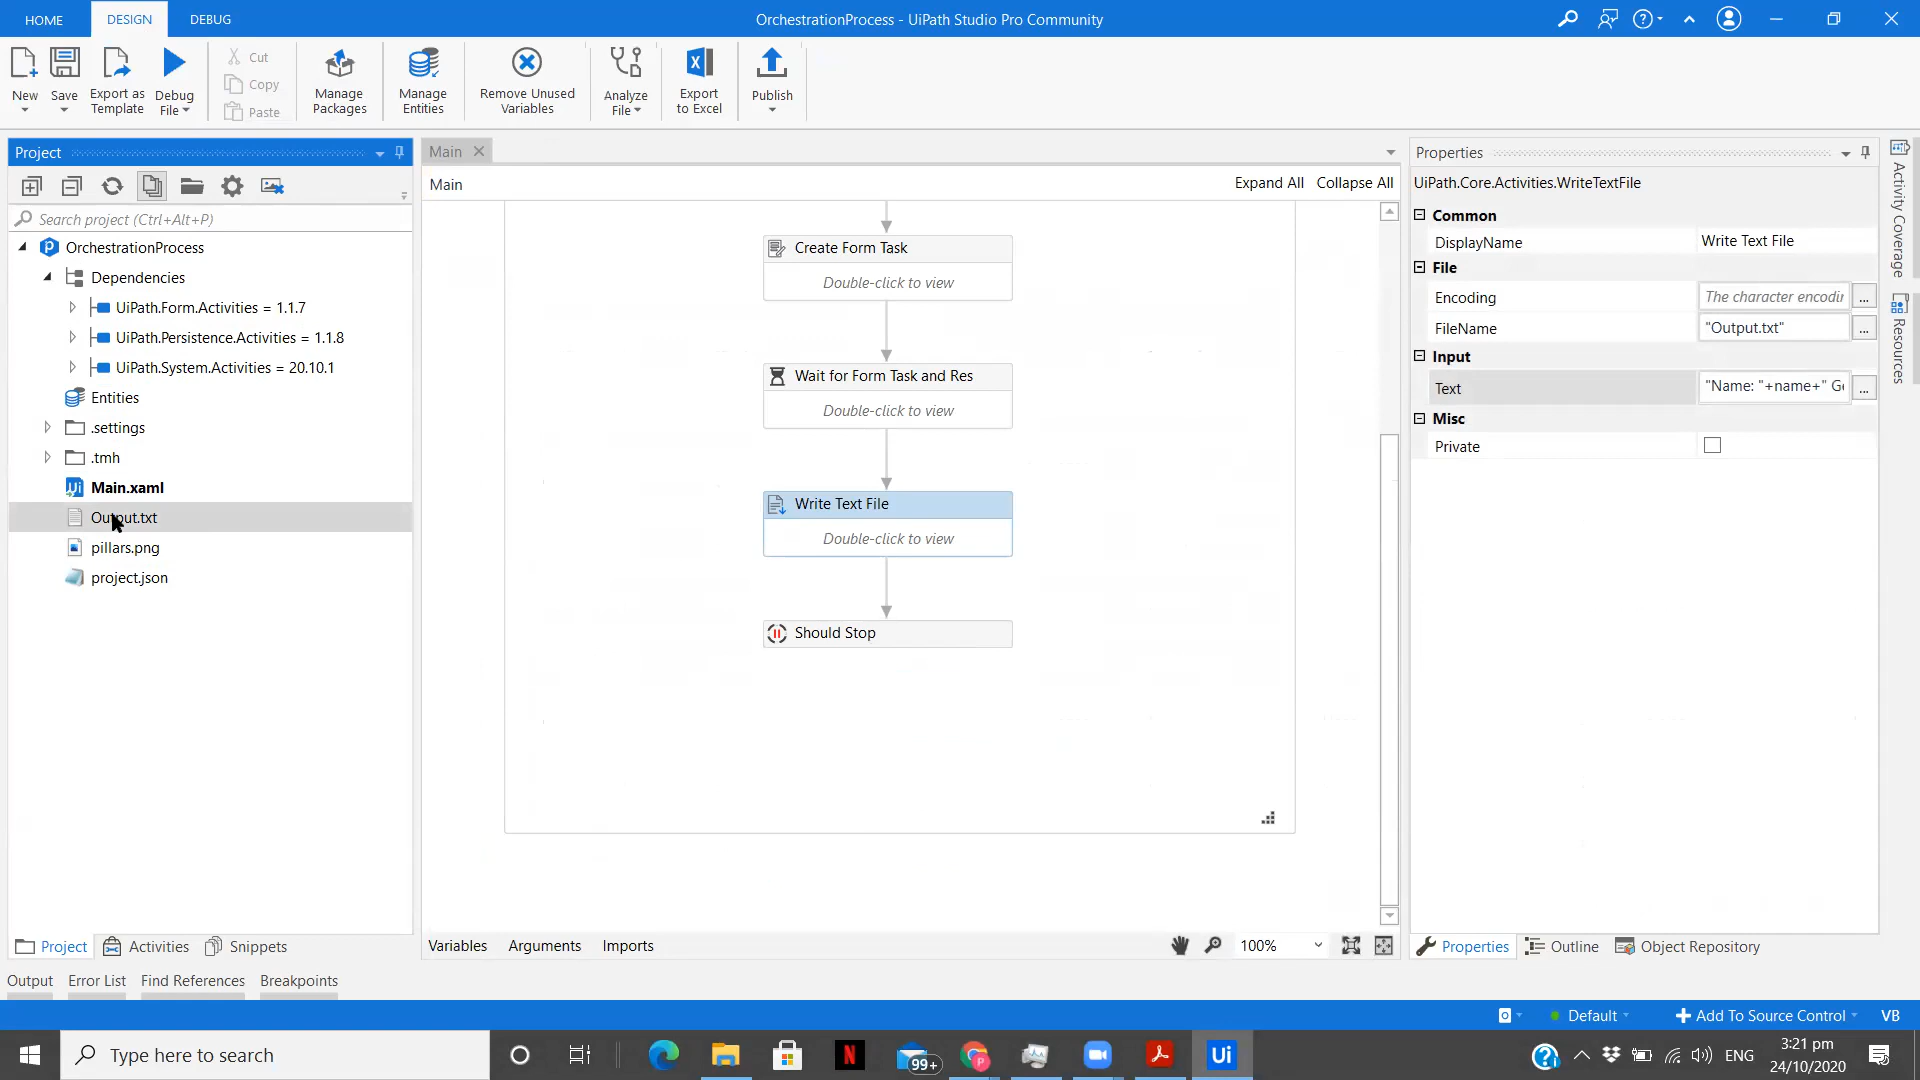 HOME DESIGN DEBUG OrchestrationProcess - UiPath Studio Pro Community
New Save Export as Template Debug File Cut Copy Paste Manage Packages Manage Entities Remove Unused Variables Analyze File Export to Excel Publish
Project
Search project (Ctrl+Alt+P)
OrchestrationProcess
Dependencies
UiPath.Form.Activities = 1.1.7
UiPath.Persistence.Activities = 1.1.8
UiPath.System.Activities = 20.10.1
Entities
.settings
.tmh
Main.xaml
Output.txt
pillars.png
project.json
Project Activities Snippets
Main
Main Expand All Collapse All
Create Form Task
Double-click to view
Wait for Form Task and Res
Double-click to view
Write Text File
Double-click to view
Should Stop
Variables Arguments Imports 100%
Properties
UiPath.Core.Activities.WriteTextFile
Common
DisplayName Write Text File
File
Encoding The character encodir ...
FileName "Output.txt" ...
Input
Text "Name: "+name+" Ge ...
Misc
Private
Properties Outline Object Repository
Activity Coverage
Resources
Output Error List Find References Breakpoints
Default Add To Source Control VB
Type here to search 99+ Ui ENG 3:21 pm
24/10/2020